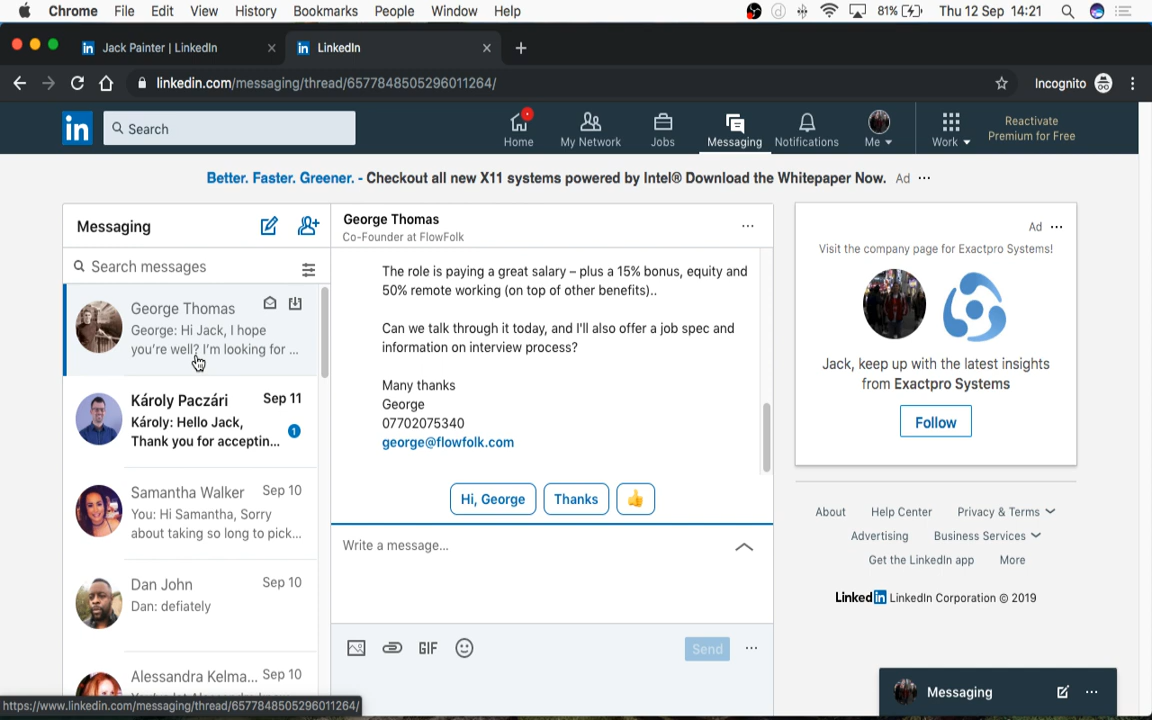 Chrome File Edit View History Bookmarks People Window Help 81% Thu 12 Sep 14:21
in Jack Painter | LinkedIn × in LinkedIn × +
linkedin.com/messaging/thread/6577848505296011264/ Incognito
in Search Home My Network Jobs Messaging Notifications Me Work Reactivate
Premium for Free
Better. Faster. Greener. - Checkout all new X11 systems powered by Intel® Download the Whitepaper Now. Ad ...
Messaging
Search messages
George Thomas
George: Hi Jack, I hope
you're well? I'm looking for ...
Károly Paczári Sep 11
Károly: Hello Jack,
Thank you for acceptin... 1
Samantha Walker Sep 10
You: Hi Samantha, Sorry
about taking so long to pick...
Dan John Sep 10
Dan: defiately
Alessandra Kelma... Sep 10
https://www.linkedin.com/messaging/thread/6577848505296011264/
George Thomas
Co-Founder at FlowFolk
The role is paying a great salary – plus a 15% bonus, equity and
50% remote working (on top of other benefits)..
Can we talk through it today, and I'll also offer a job spec and
information on interview process?
Many thanks
George
07702075340
george@flowfolk.com
Hi, George Thanks
Write a message...
GIF Send
Ad ...
Visit the company page for Exactpro Systems!
Jack, keep up with the latest insights
from Exactpro Systems
Follow
About Help Center Privacy & Terms
Advertising Business Services
Get the LinkedIn app More
LinkedIn LinkedIn Corporation © 2019
Messaging